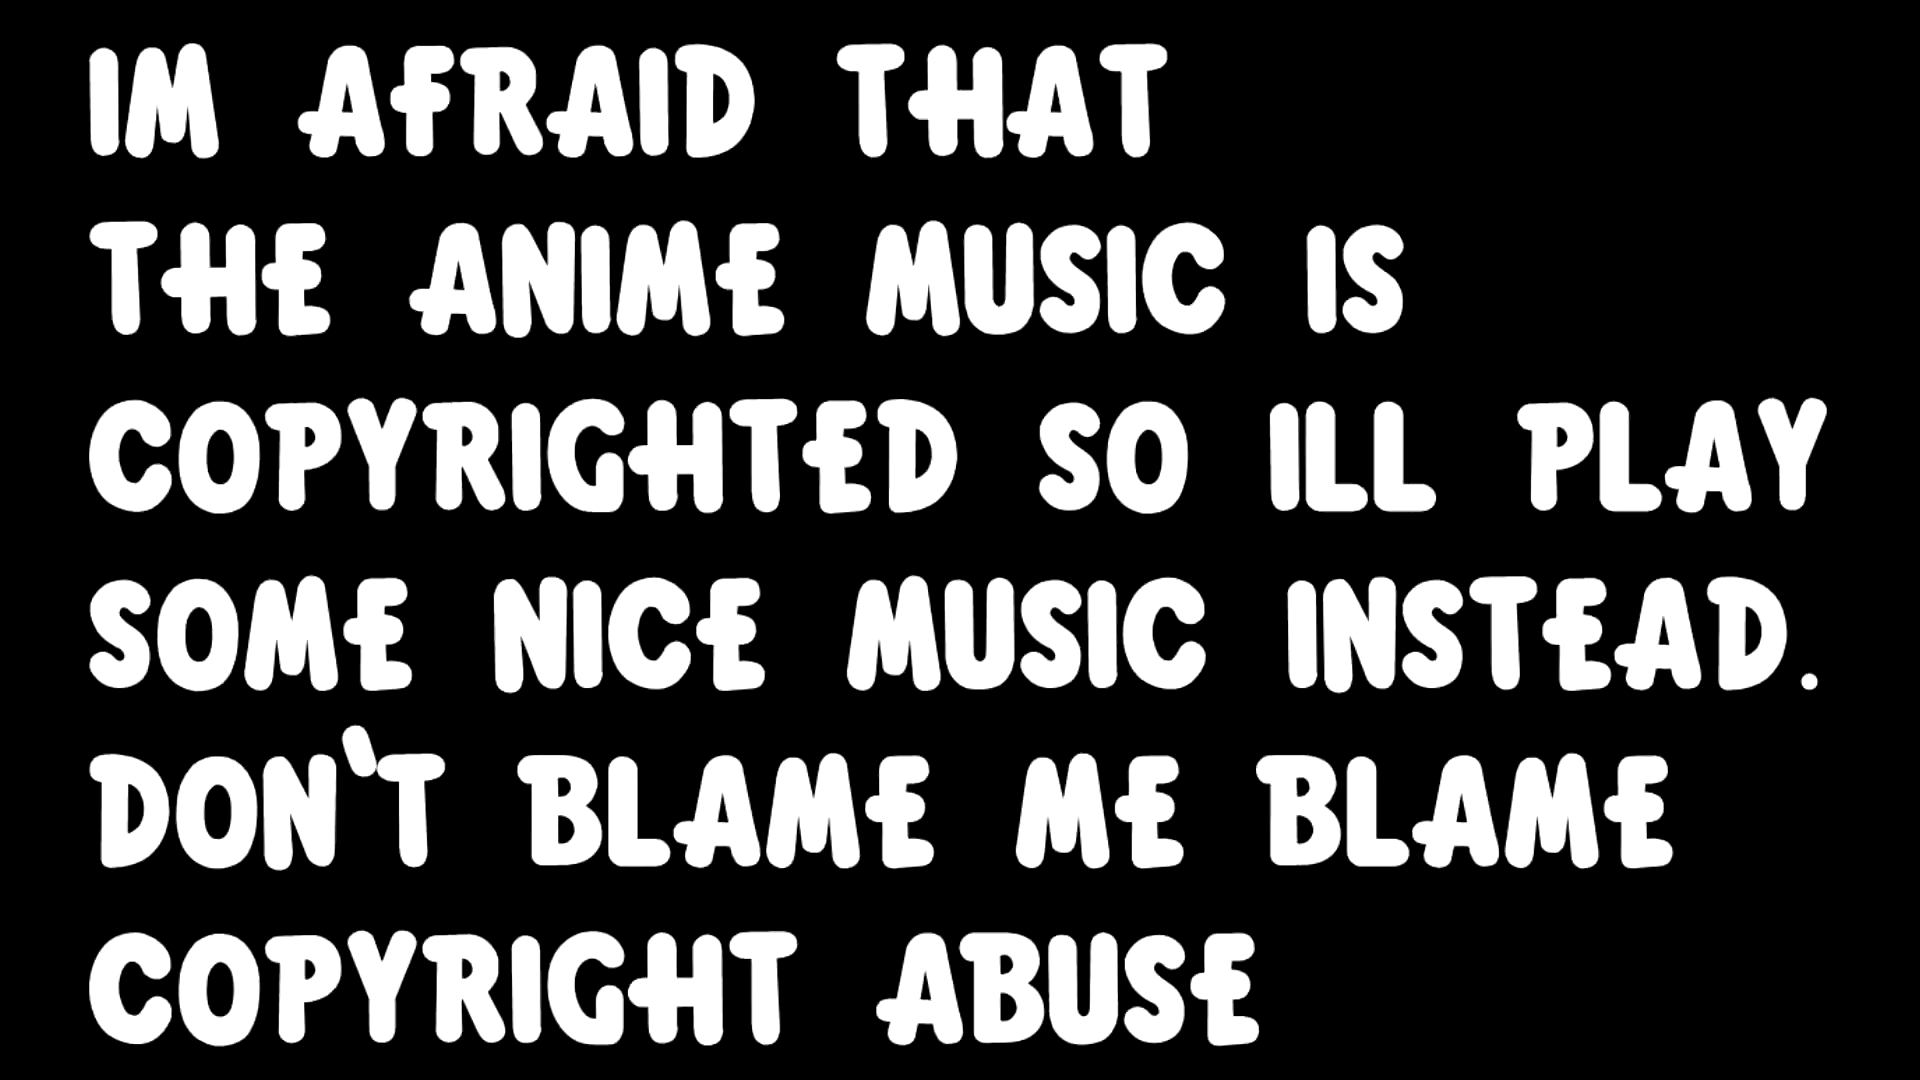 IM AFRAID THAT
THE ANIME MUSIC IS
COPYRIGHTED SO ILL PLAY
SOME NICE MUSIC INSTEAD.
DON'T BLAME ME BLAME
COPYRIGHT ABUSE